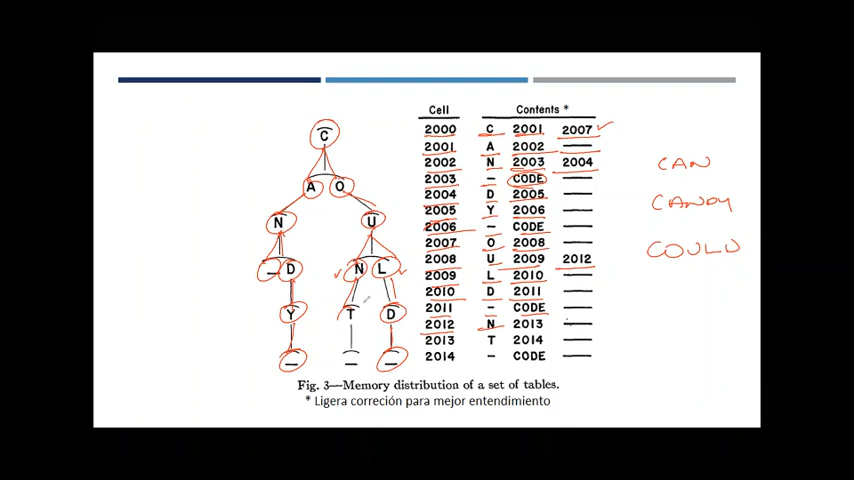 Cell Contents *
2000 C 2001 2007
2001 A 2002 —
2002 N 2003 2004
2003 – CODE —
2004 D 2005 —
2005 Y 2006 —
2006 – CODE —
2007 O 2008 —
2008 U 2009 2012
2009 L 2010 —
2010 D 2011 —
2011 – CODE —
2012 N 2013 —
2013 T 2014 —
2014 – CODE —
C
A O
N U
– D N L
Y T D
– – –
CAN
CANDY
COULD
Fig. 3—Memory distribution of a set of tables.
* Ligera correción para mejor entendimiento